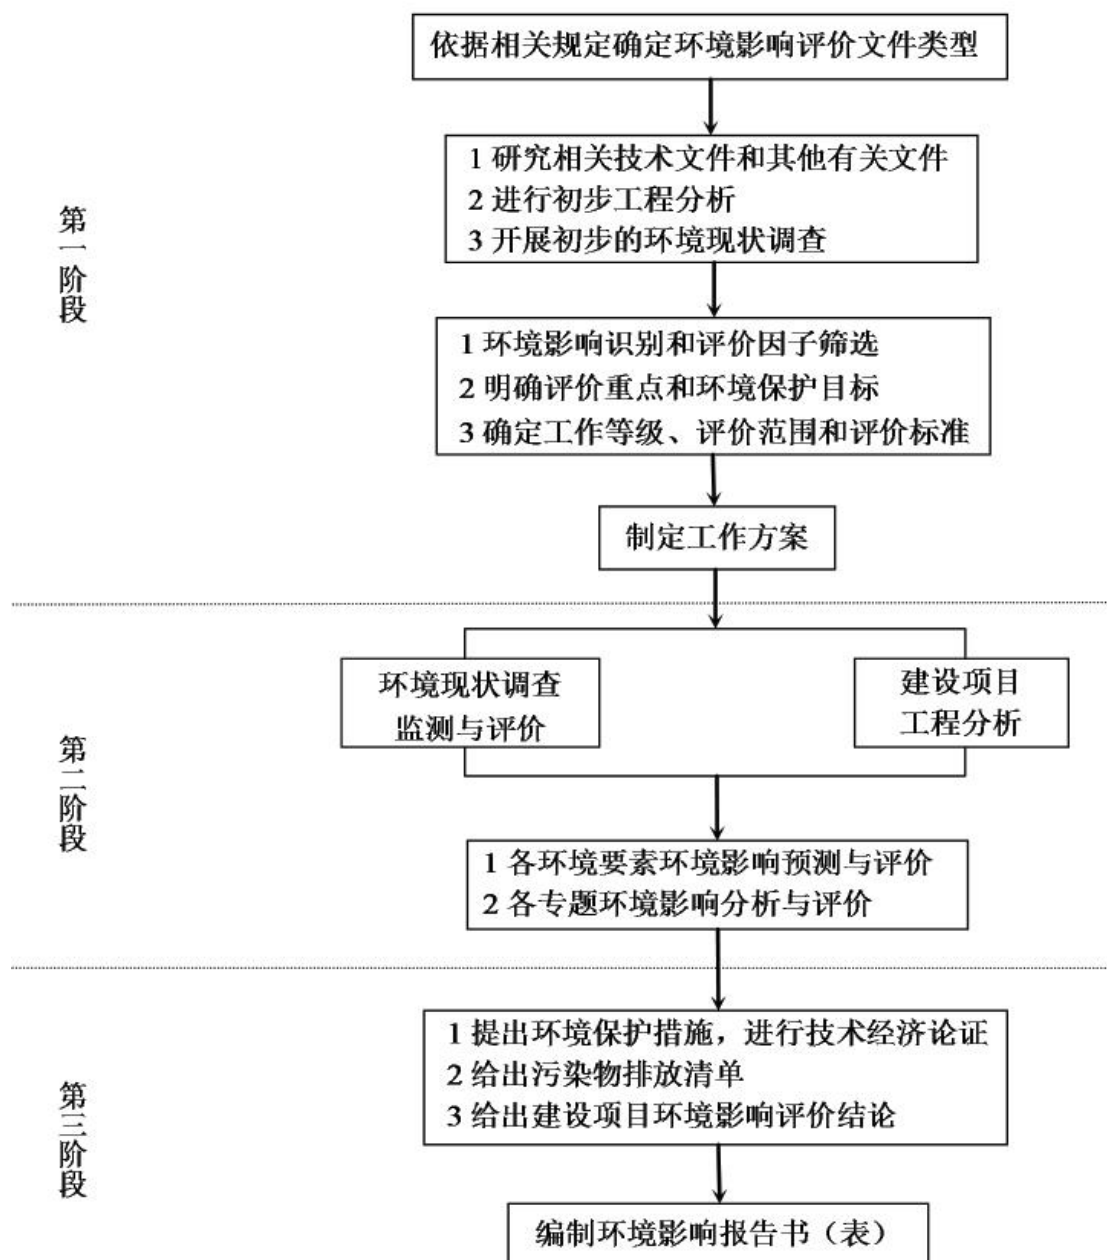 依据相关规定确定环境影响评价文件类型
1 研究相关技术文件和其他有关文件
2 进行初步工程分析
3 开展初步的环境现状调查
第一阶段
1 环境影响识别和评价因子筛选
2 明确评价重点和环境保护目标
3 确定工作等级、评价范围和评价标准
制定工作方案
环境现状调查
监测与评价
建设项目
工程分析
第二阶段
1 各环境要素环境影响预测与评价
2 各专题环境影响分析与评价
1 提出环境保护措施，进行技术经济论证
2 给出污染物排放清单
3 给出建设项目环境影响评价结论
第三阶段
编制环境影响报告书（表）